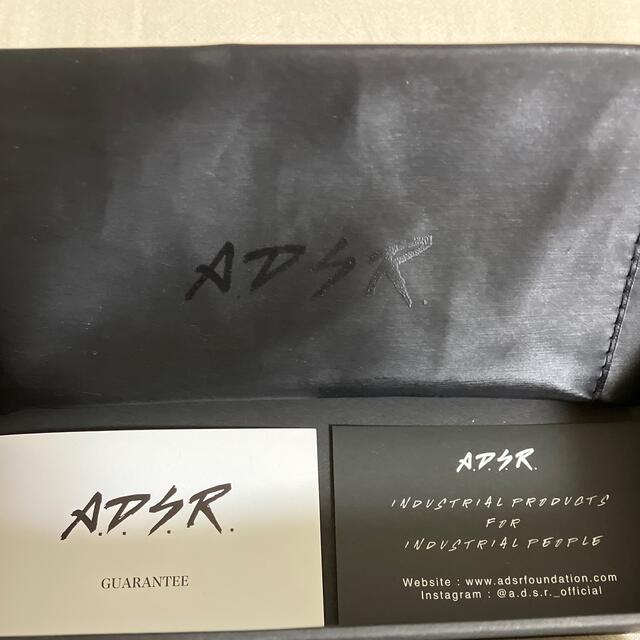 A.D.S.R.
A.D.S.R.
GUARANTEE
A.D.S.R.
INDUSTRIAL PRODUCTS
FOR
INDUSTRIAL PEOPLE
Website : www.adsrfoundation.com
Instagram : @a.d.s.r._official